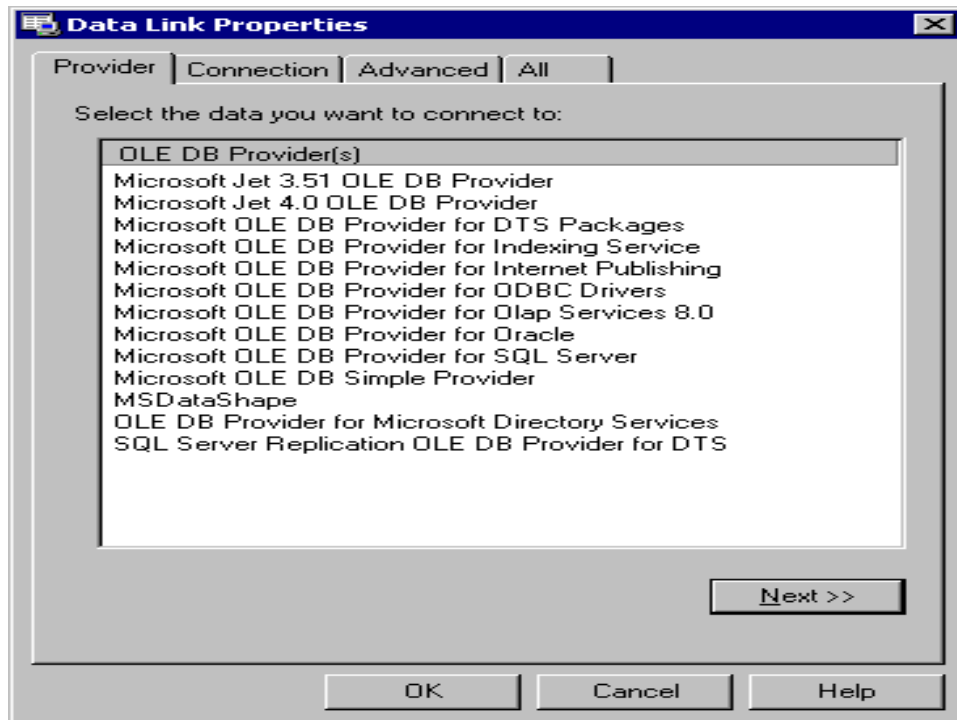 Data Link Properties
Provider Connection Advanced All
Select the data you want to connect to:
OLE DB Provider(s)
Microsoft Jet 3.51 OLE DB Provider
Microsoft Jet 4.0 OLE DB Provider
Microsoft OLE DB Provider for DTS Packages
Microsoft OLE DB Provider for Indexing Service
Microsoft OLE DB Provider for Internet Publishing
Microsoft OLE DB Provider for ODBC Drivers
Microsoft OLE DB Provider for Olap Services 8.0
Microsoft OLE DB Provider for Oracle
Microsoft OLE DB Provider for SQL Server
Microsoft OLE DB Simple Provider
MSDataShape
OLE DB Provider for Microsoft Directory Services
SQL Server Replication OLE DB Provider for DTS
Next >>
OK Cancel Help